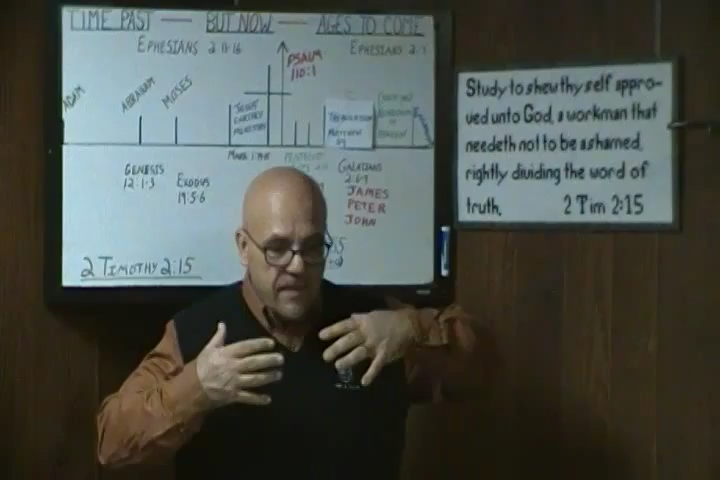 TIME PAST — BUT NOW — AGES TO COME
EPHESIANS 2:11-16
EPHESIANS 2:7
PSALM
110:1
ADAM
ABRAHAM
MOSES
MATTHEW
GENESIS
12:1-3
EXODUS
19:5-6
GALATIANS
2:6-9
JAMES
PETER
JOHN
2 TIMOTHY 2:15
Study to shew thy self appro-
ved unto God, a workman that
needeth not to be ashamed,
rightly dividing the word of
truth. 2 Tim 2:15